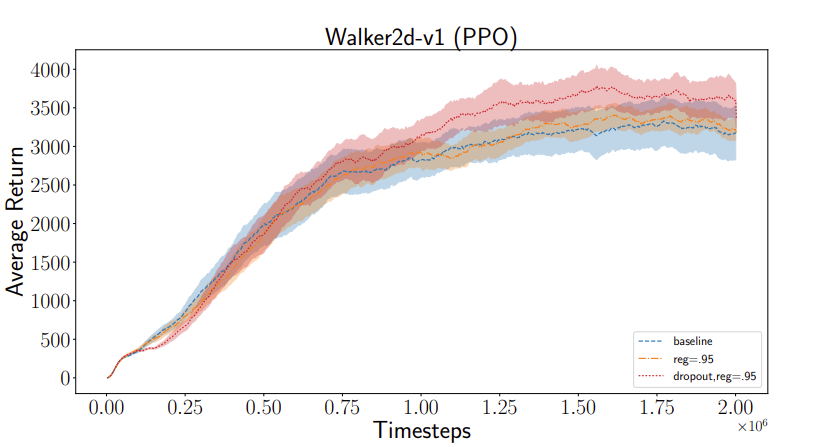 Walker2d-v1 (PPO)
Average Return
4000
3500
3000
2500
2000
1500
1000
500
0
baseline
reg=.95
dropout,reg=.95
0.00 0.25 0.50 0.75 1.00 1.25 1.50 1.75 2.00
×10⁶
Timesteps